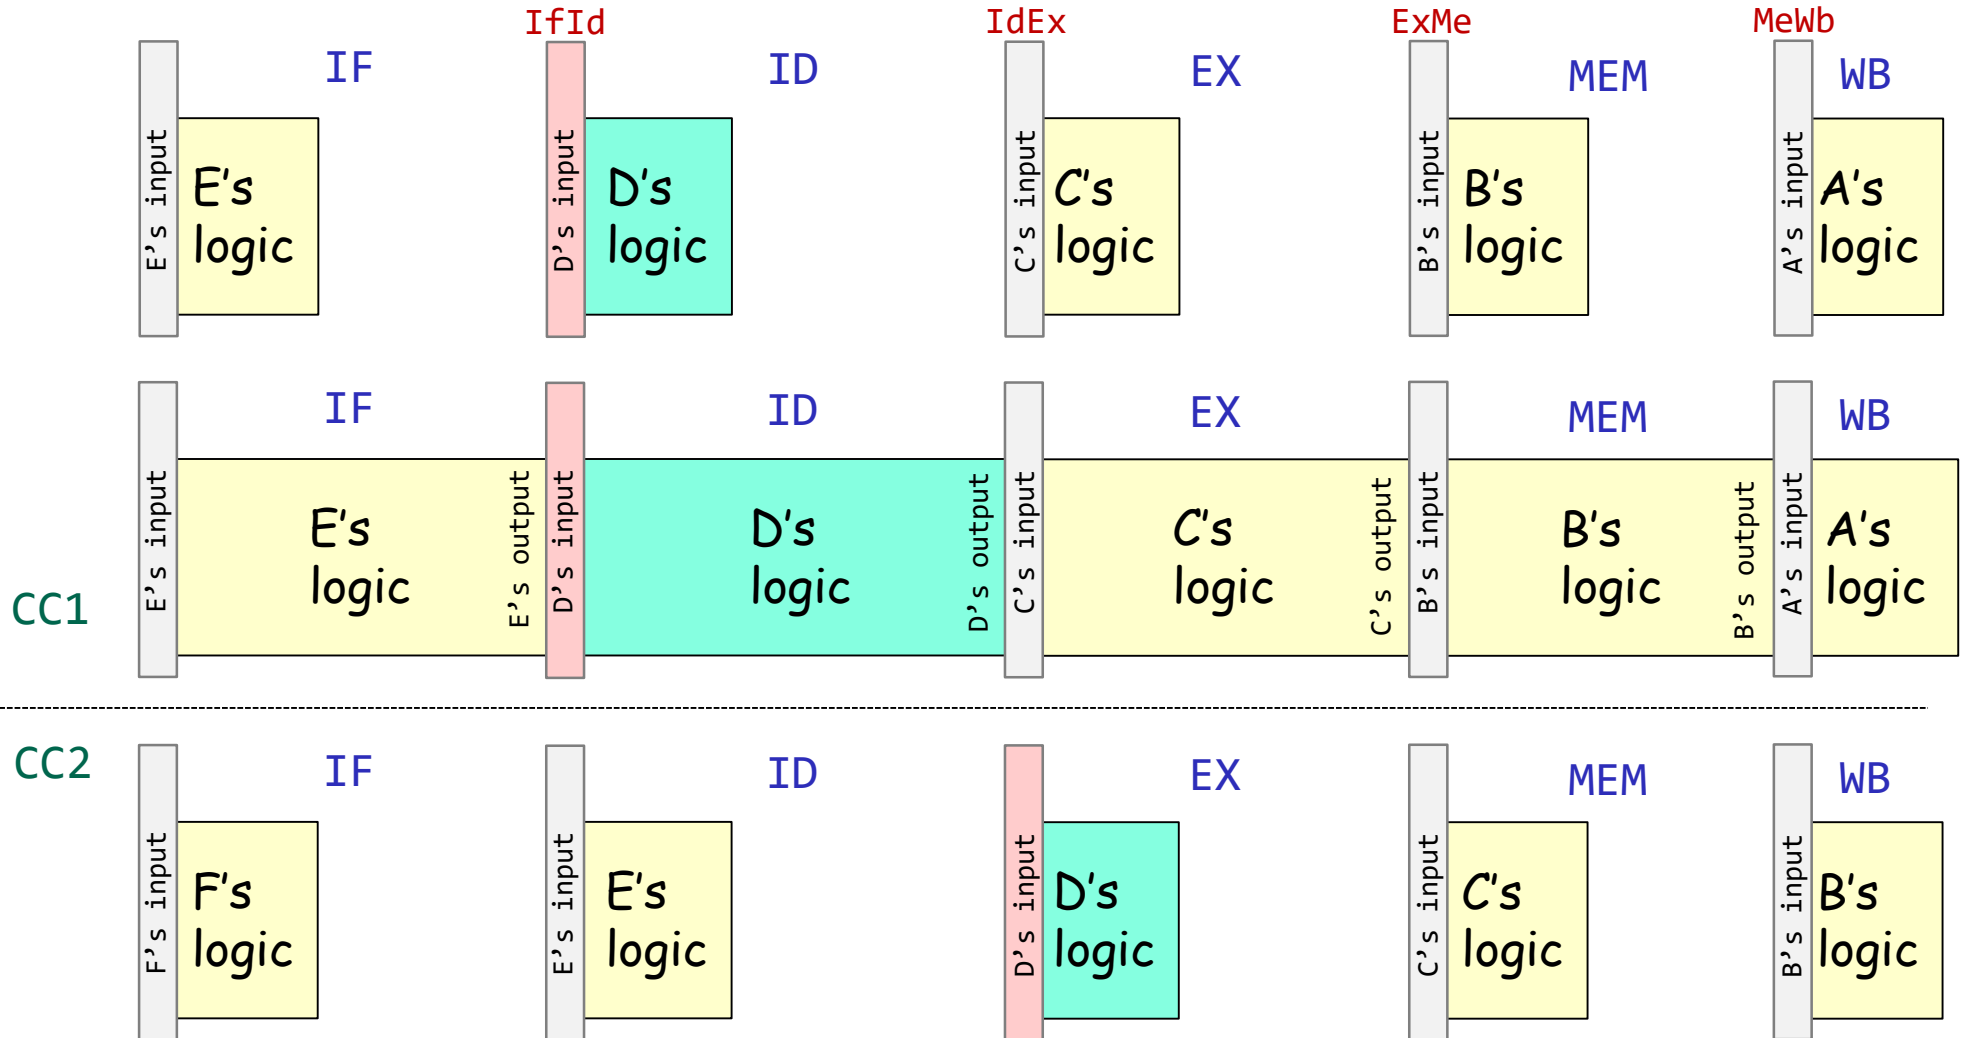 IfId IdEx ExMe MeWb
IF ID EX MEM WB
E's input E's logic D's input D's logic C's input C's logic B's input B's logic A's input A's logic
IF ID EX MEM WB
CC1
E's input E's logic E's output D's input D's logic D's output C's input C's logic C's output B's input B's logic B's output A's input A's logic
CC2
IF ID EX MEM WB
F's input F's logic E's input E's logic D's input D's logic C's input C's logic B's input B's logic